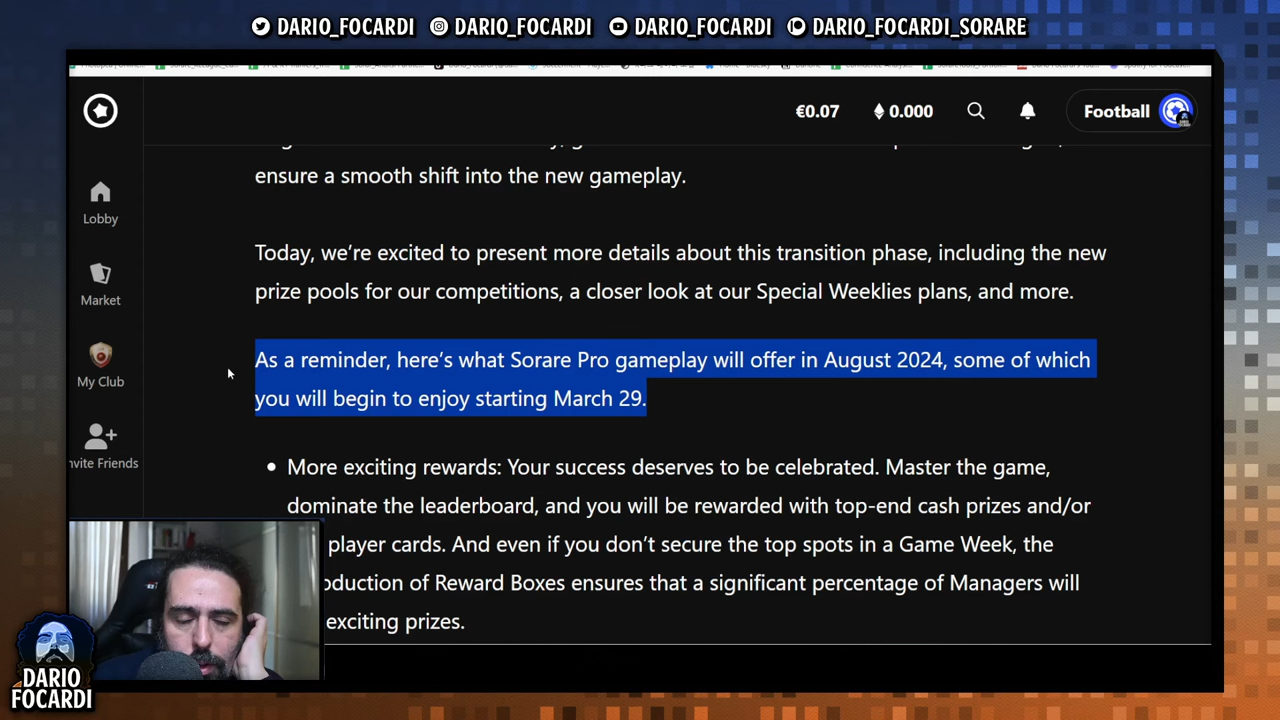 DARIO_FOCARDI DARIO_FOCARDI DARIO_FOCARDI DARIO_FOCARDI_SORARE
€0.07 0.000 Football
Lobby
Market
My Club
nvite Friends
ensure a smooth shift into the new gameplay.
Today, we’re excited to present more details about this transition phase, including the new
prize pools for our competitions, a closer look at our Special Weeklies plans, and more.
As a reminder, here’s what Sorare Pro gameplay will offer in August 2024, some of which
you will begin to enjoy starting March 29.
• More exciting rewards: Your success deserves to be celebrated. Master the game,
dominate the leaderboard, and you will be rewarded with top-end cash prizes and/or
player cards. And even if you don’t secure the top spots in a Game Week, the
oduction of Reward Boxes ensures that a significant percentage of Managers will
exciting prizes.
DARIO
FOCARDI